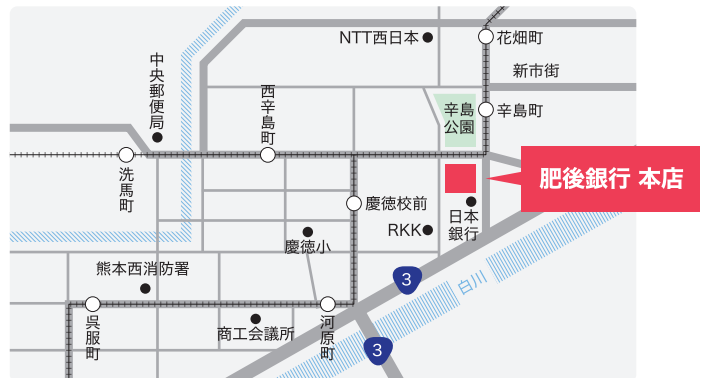 NTT西日本
花畑町
新市街
中央郵便局
西辛島町
辛島
公園
辛島町
洗馬町
肥後銀行 本店
慶徳校前
日本
銀行
RKK
慶徳小
熊本西消防署
3
白川
呉服町
商工会議所
河原町
3